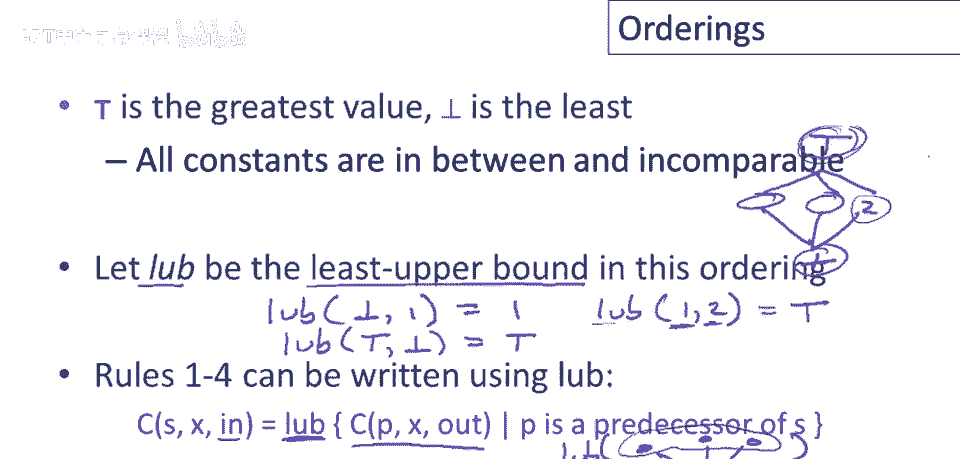 Orderings
• ⊤ is the greatest value, ⊥ is the least
– All constants are in between and incomparable
⊤
2
⊥
• Let lub be the least-upper bound in this ordering
lub(⊥, 1) = 1 lub(1, 2) = ⊤
lub(⊤, ⊥) = ⊤
• Rules 1-4 can be written using lub:
C(s, x, in) = lub { C(p, x, out) | p is a predecessor of s }